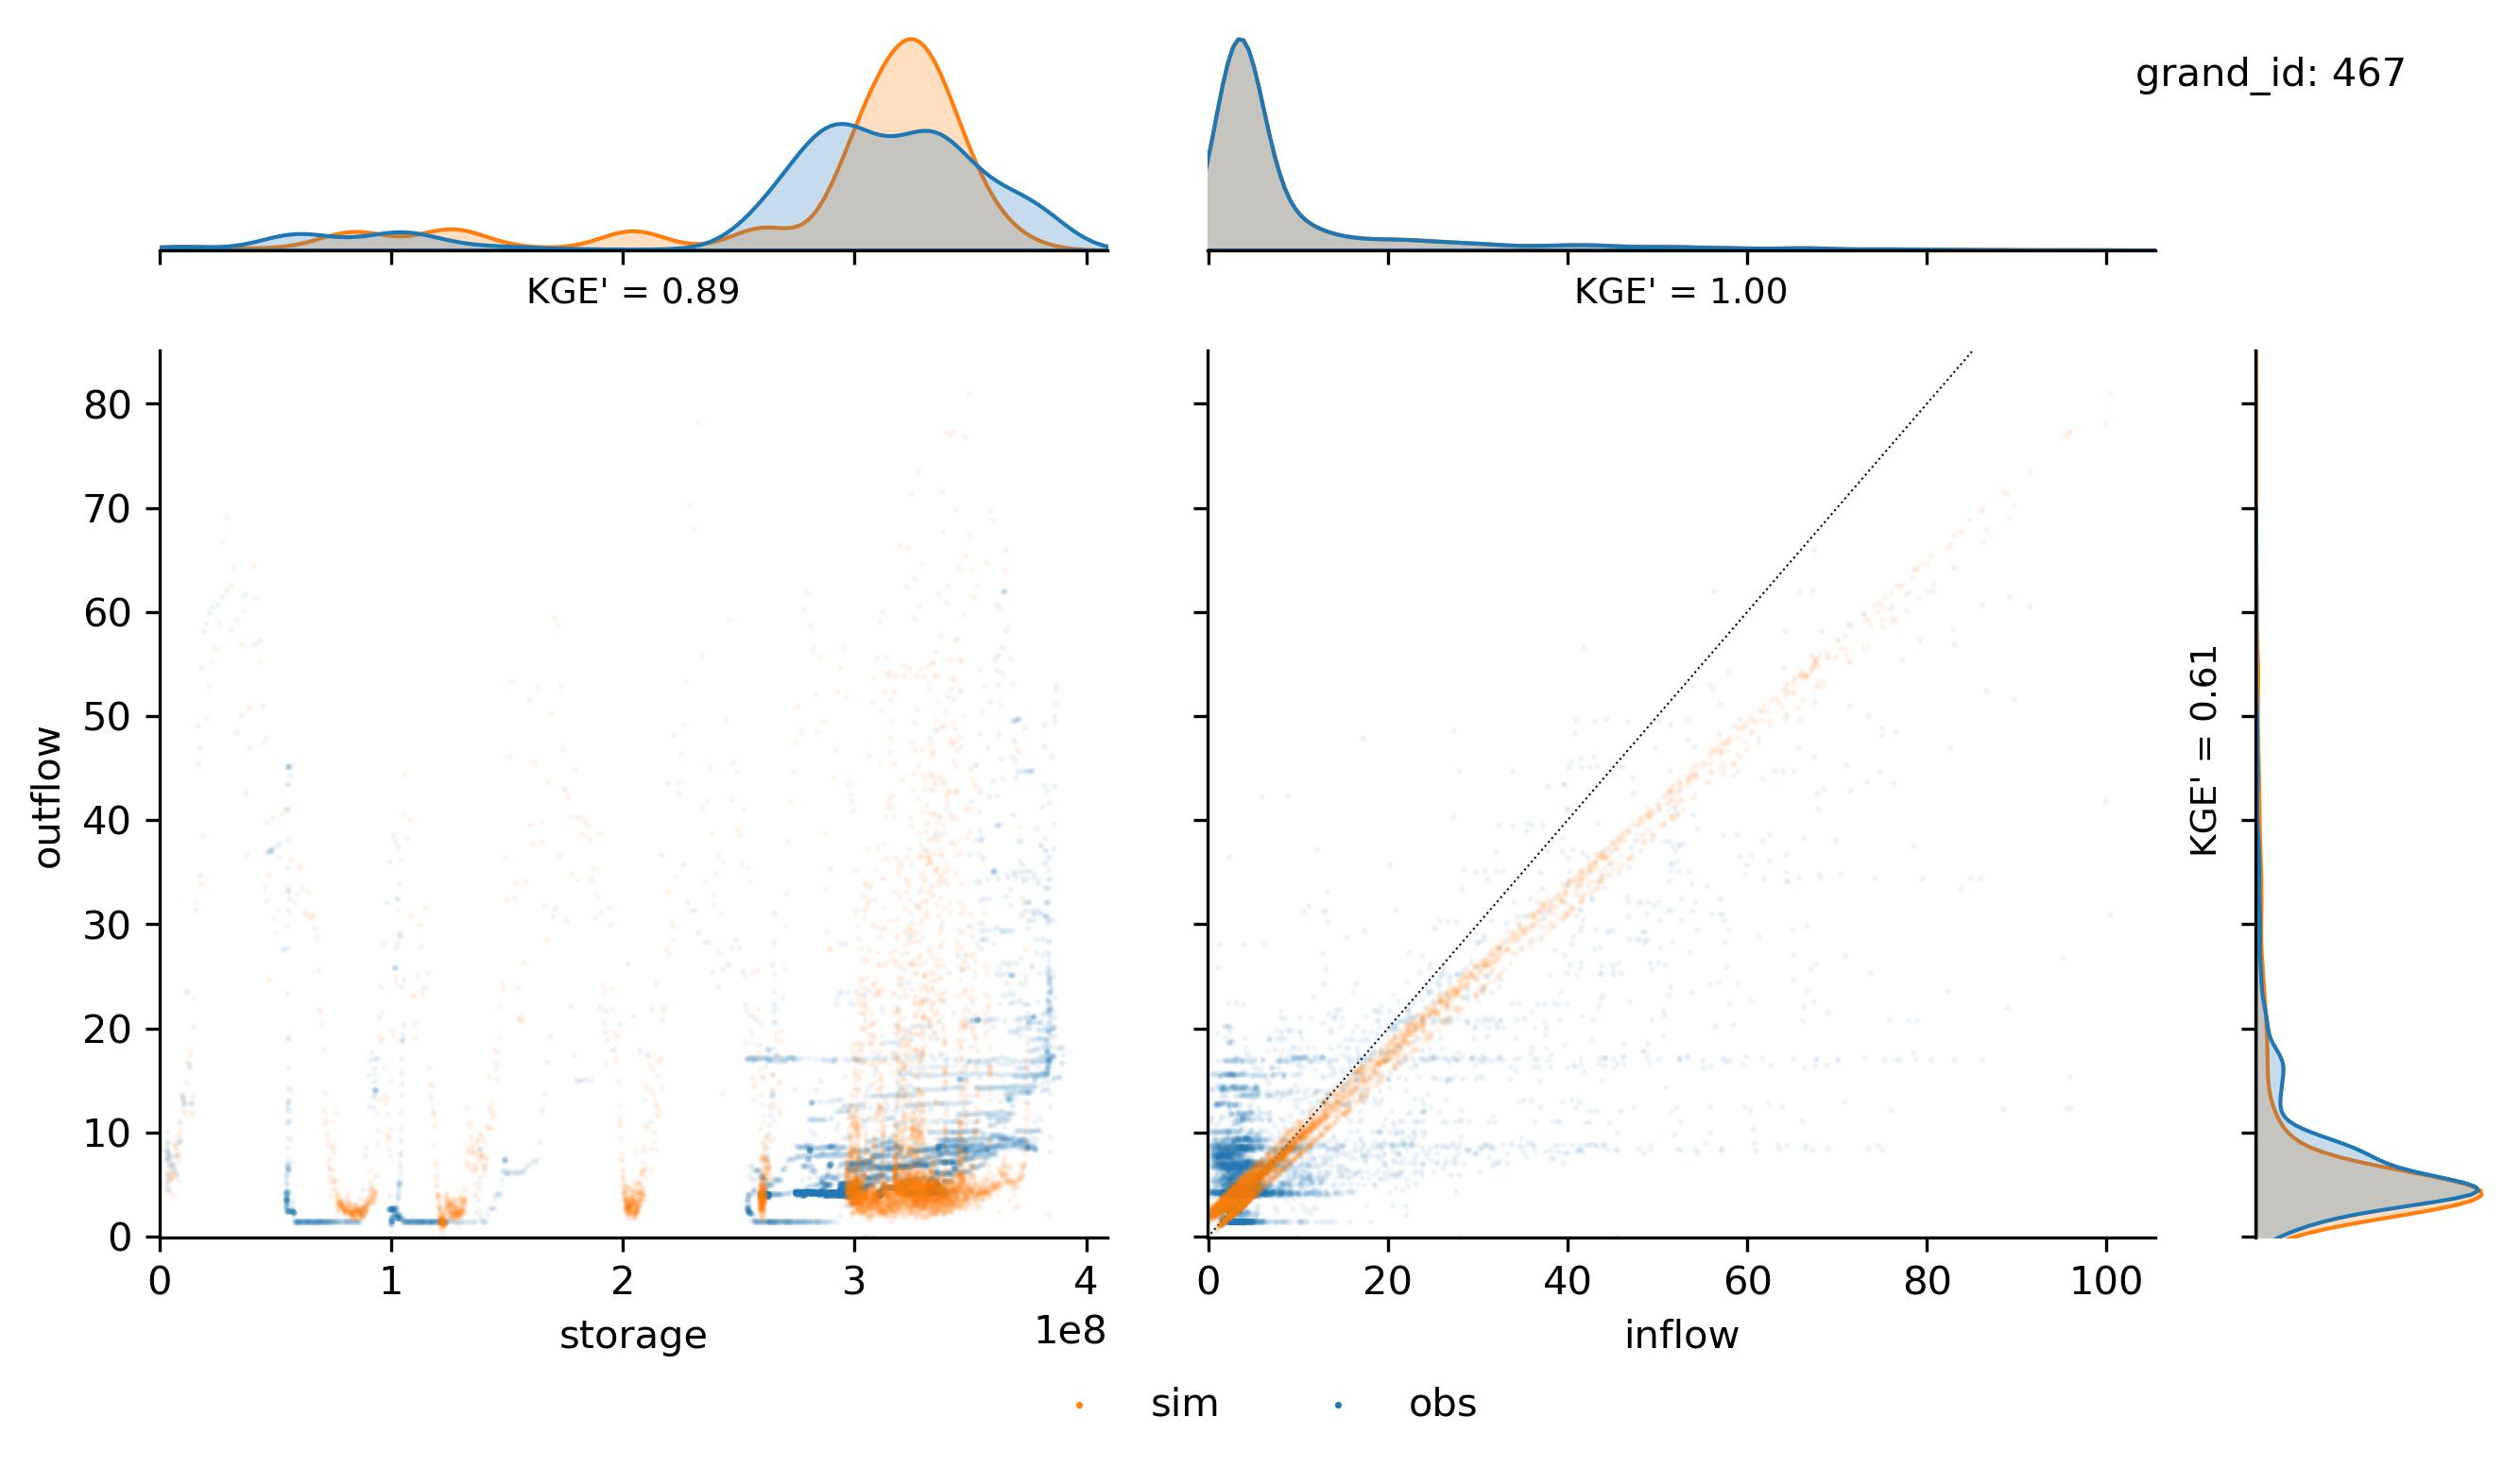 grand_id: 467
KGE' = 0.89
KGE' = 1.00
80
70
60
50
40
30
20
10
0
outflow
KGE' = 0.61
0 1 2 3 4
0 20 40 60 80 100
storage
1e8
inflow
sim obs